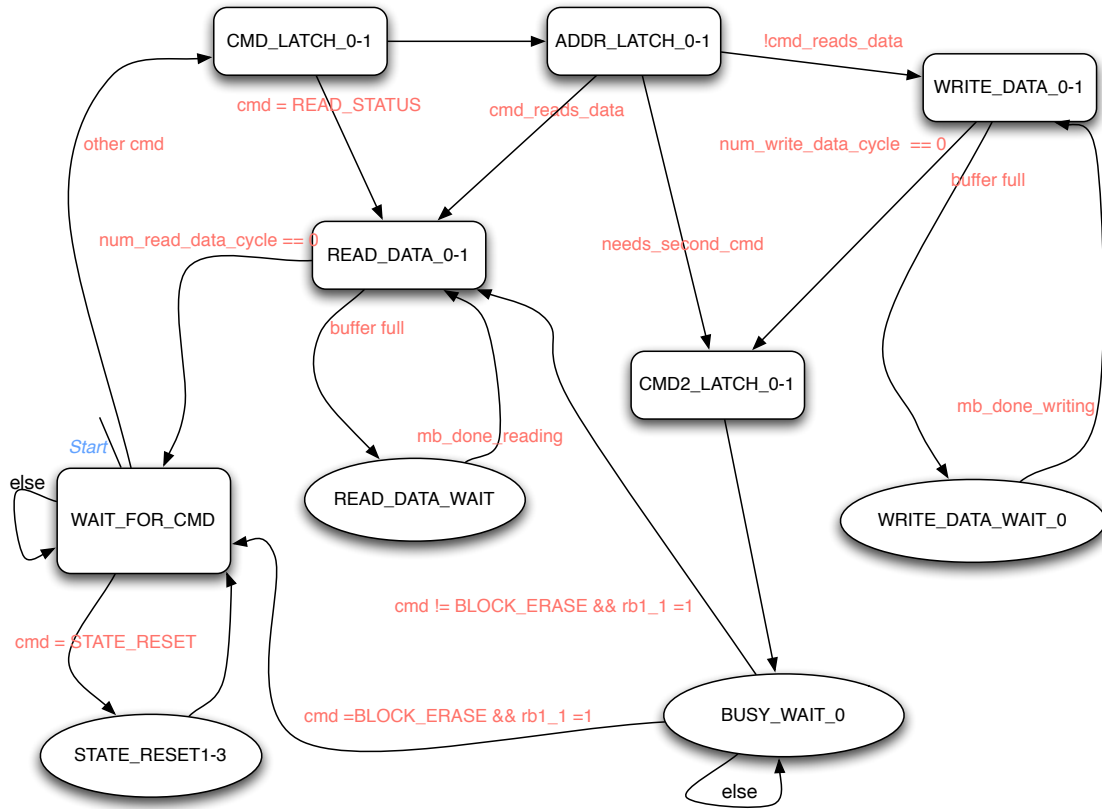 CMD_LATCH_0-1
ADDR_LATCH_0-1
!cmd_reads_data
WRITE_DATA_0-1
cmd = READ_STATUS
cmd_reads_data
other cmd
num_write_data_cycle == 0
buffer full
num_read_data_cycle == 0
READ_DATA_0-1
needs_second_cmd
buffer full
CMD2_LATCH_0-1
mb_done_writing
Start
mb_done_reading
else
READ_DATA_WAIT
WAIT_FOR_CMD
WRITE_DATA_WAIT_0
cmd != BLOCK_ERASE && rb1_1 =1
cmd = STATE_RESET
cmd =BLOCK_ERASE && rb1_1 =1
BUSY_WAIT_0
STATE_RESET1-3
else